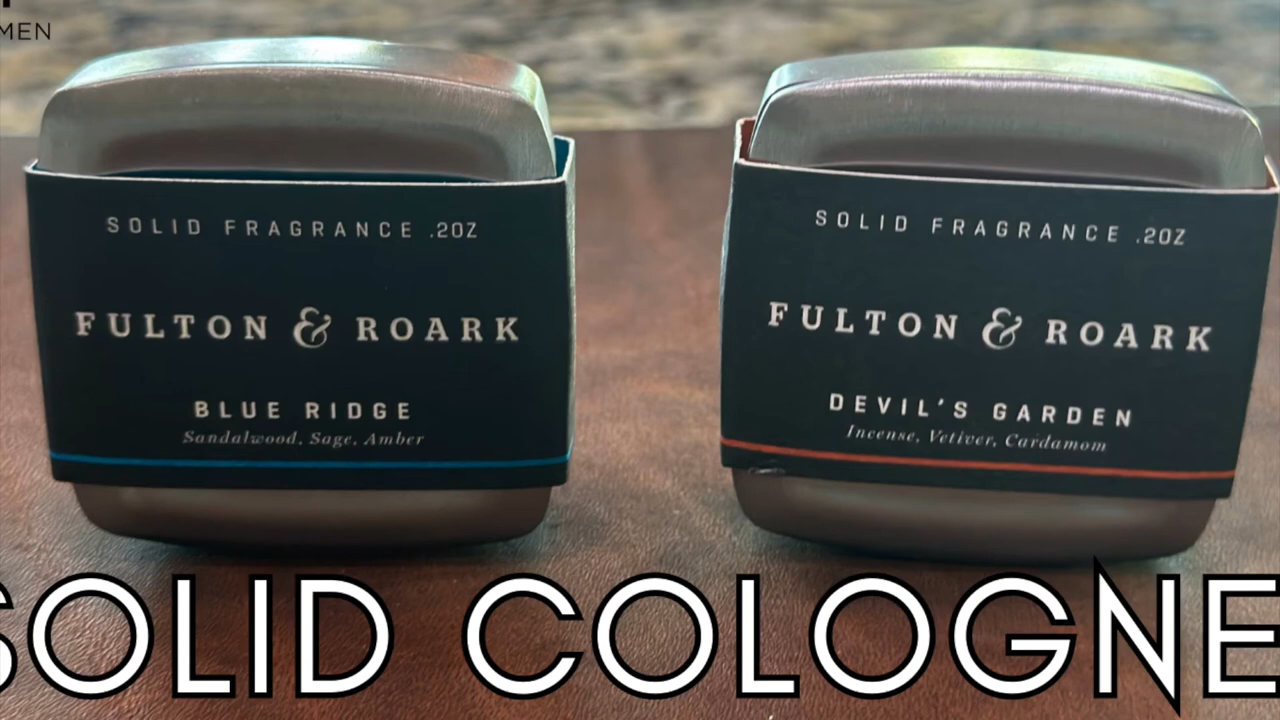 MEN
SOLID FRAGRANCE .2OZ
FULTON & ROARK
BLUE RIDGE
Sandalwood, Sage, Amber
SOLID FRAGRANCE .2OZ
FULTON & ROARK
DEVIL'S GARDEN
Incense, Vetiver, Cardamom
SOLID COLOGNE